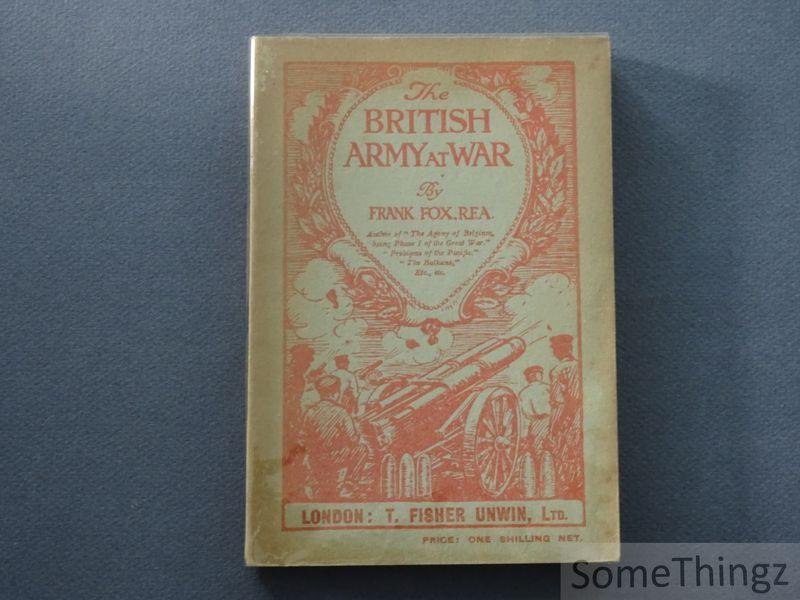 The
BRITISH
ARMY AT WAR
By
FRANK FOX, R.F.A.
Author of "The Agony of Belgium,
being Phase I of the Great War."
"Problems of the Pacific."
"The Balkans,"
Etc., etc.
LONDON: T. FISHER UNWIN, LTD.
PRICE: ONE SHILLING NET.
SomeThingz